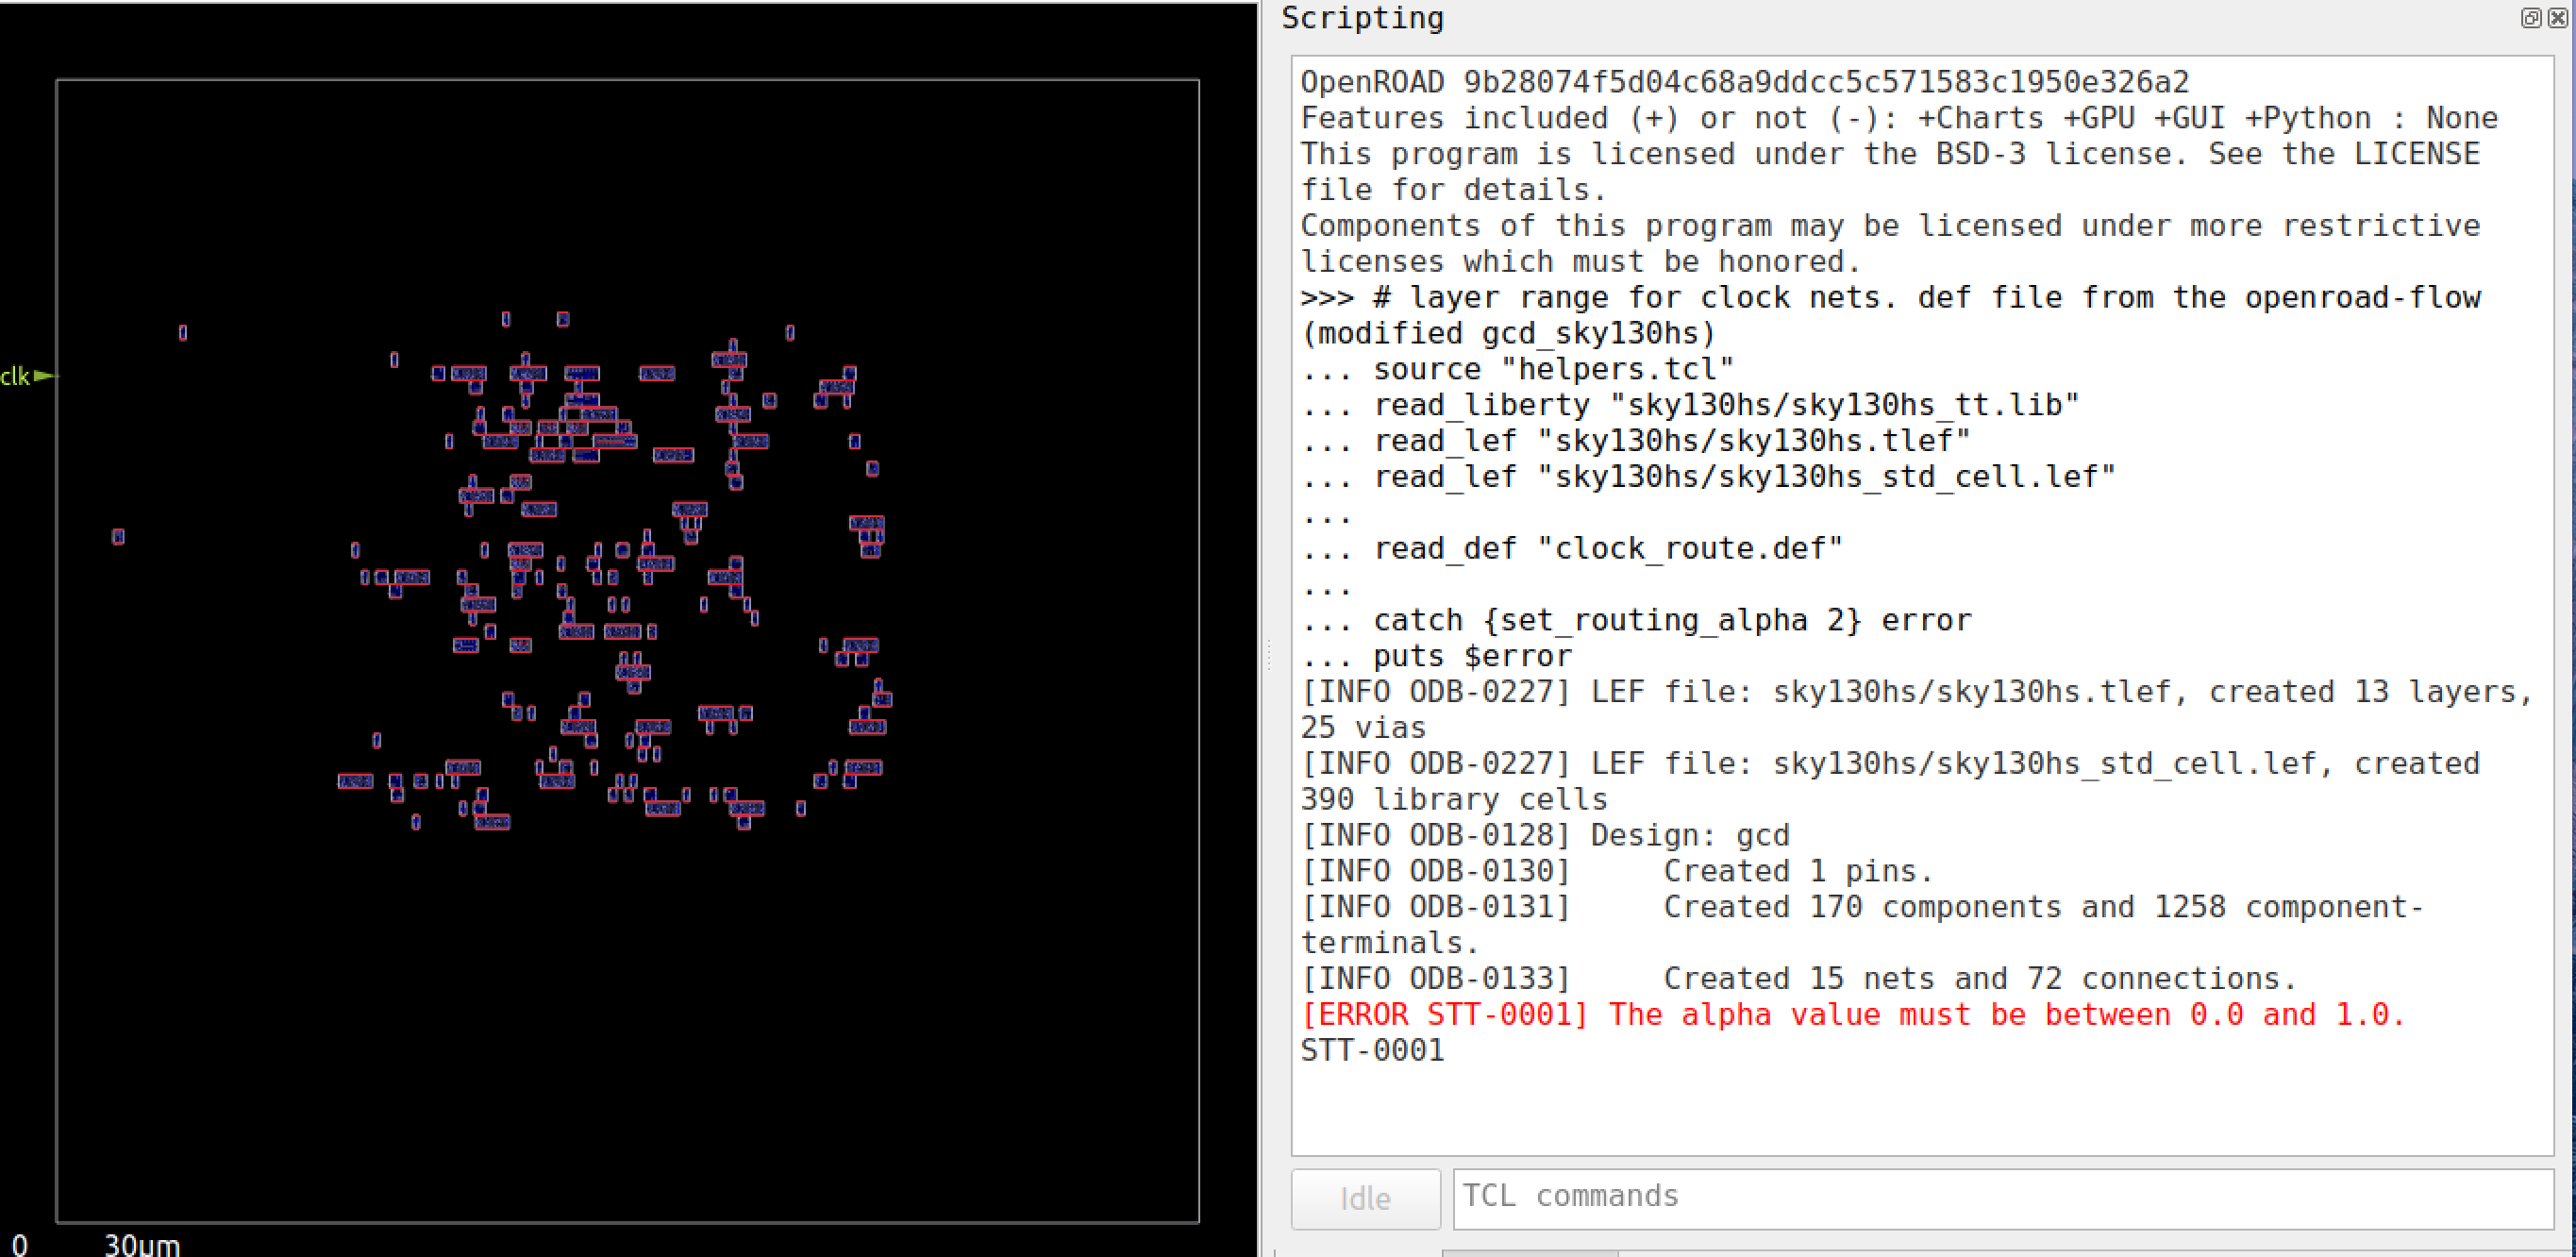 Scripting
OpenROAD 9b28074f5d04c68a9ddcc5c571583c1950e326a2
Features included (+) or not (-): +Charts +GPU +GUI +Python : None
This program is licensed under the BSD-3 license. See the LICENSE
file for details.
Components of this program may be licensed under more restrictive
licenses which must be honored.
>>> # layer range for clock nets. def file from the openroad-flow
(modified gcd_sky130hs)
... source "helpers.tcl"
... read_liberty "sky130hs/sky130hs_tt.lib"
... read_lef "sky130hs/sky130hs.tlef"
... read_lef "sky130hs/sky130hs_std_cell.lef"
...
... read_def "clock_route.def"
...
... catch {set_routing_alpha 2} error
... puts $error
[INFO ODB-0227] LEF file: sky130hs/sky130hs.tlef, created 13 layers,
25 vias
[INFO ODB-0227] LEF file: sky130hs/sky130hs_std_cell.lef, created
390 library cells
[INFO ODB-0128] Design: gcd
[INFO ODB-0130]     Created 1 pins.
[INFO ODB-0131]     Created 170 components and 1258 component-
terminals.
[INFO ODB-0133]     Created 15 nets and 72 connections.
[ERROR STT-0001] The alpha value must be between 0.0 and 1.0.
STT-0001
Idle
TCL commands
clk
0 30μm